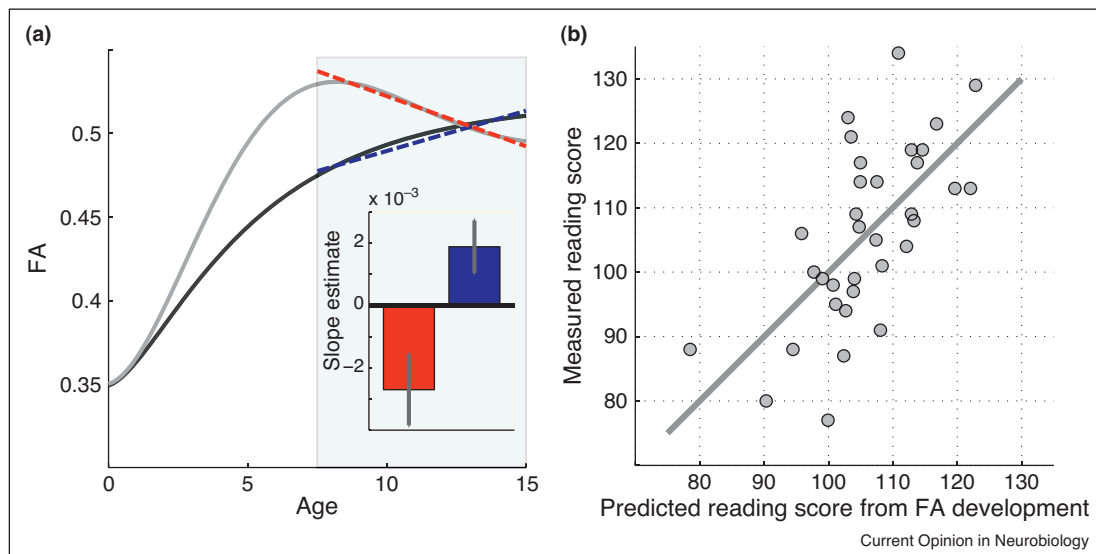 (a)
FA
0.5
0.45
0.4
0.35
0
5
10
15
Age
x 10⁻³
Slope estimate
2
0
−2
(b)
Measured reading score
130
120
110
100
90
80
80
90
100
110
120
130
Predicted reading score from FA development
Current Opinion in Neurobiology